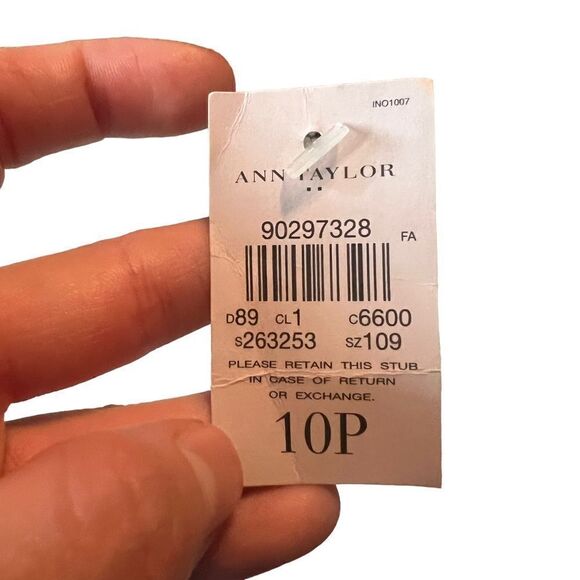 INO1007
ANN TAYLOR
90297328 FA
D89 CL1 C6600
S263253 SZ109
PLEASE RETAIN THIS STUB
IN CASE OF RETURN
OR EXCHANGE.
10P